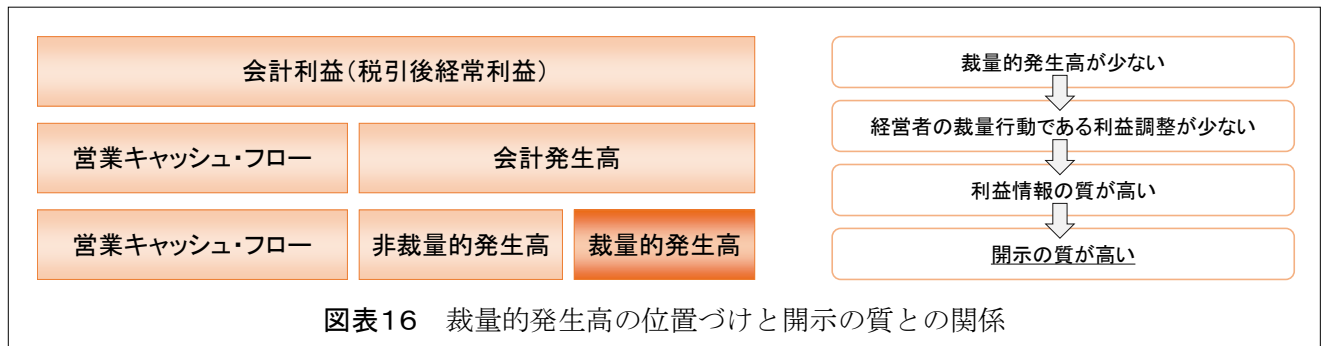 会計利益(税引後経常利益)
営業キャッシュ・フロー
会計発生高
営業キャッシュ・フロー
非裁量的発生高
裁量的発生高
裁量的発生高が少ない
経営者の裁量行動である利益調整が少ない
利益情報の質が高い
開示の質が高い
図表16 裁量的発生高の位置づけと開示の質との関係